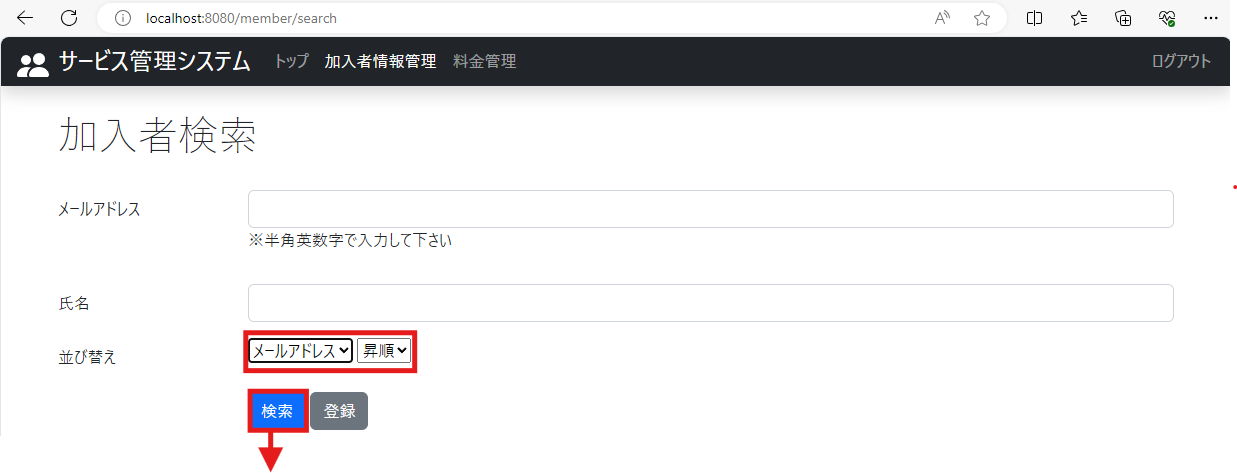 localhost:8080/member/search
サービス管理システム トップ 加入者情報管理 料金管理 ログアウト
加入者検索
メールアドレス
※半角英数字で入力して下さい
氏名
並び替え メールアドレス 昇順
検索 登録